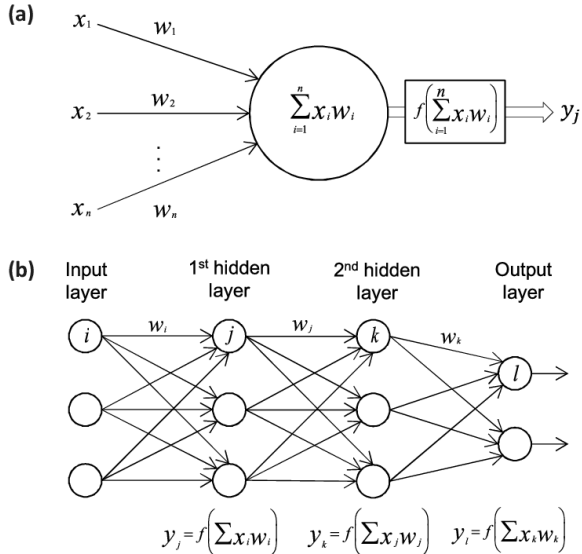 (a)
x₁ w₁
x₂ w₂
⋮
xₙ wₙ
∑ᵢ₌₁ⁿ xᵢwᵢ
f(∑ᵢ₌₁ⁿ xᵢwᵢ)
yⱼ
(b)
Input layer
1st hidden layer
2nd hidden layer
Output layer
i wᵢ j wⱼ k wₖ l
yⱼ = f(∑xᵢwᵢ)
yₖ = f(∑xⱼwⱼ)
yₗ = f(∑xₖwₖ)